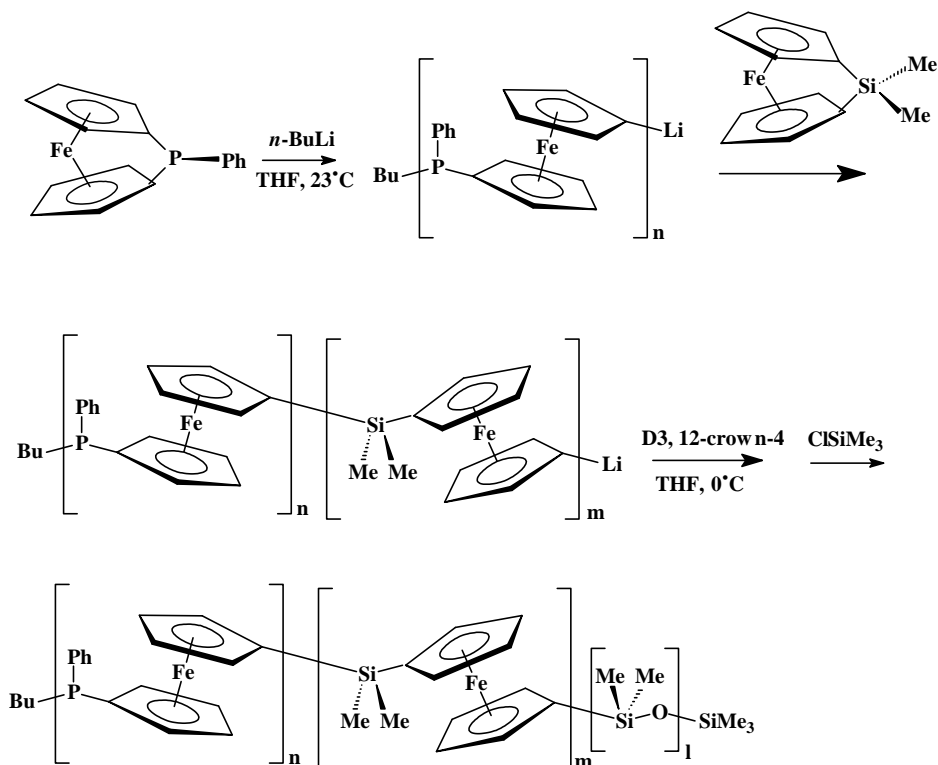 Fe
P
Ph
n-BuLi
THF, 23°C
Ph
P
Bu
Fe
Li
n
Fe
Si
Me
Me
Ph
P
Bu
Fe
n
Si
Me
Me
Fe
Li
m
D3, 12-crown-4
THF, 0°C
ClSiMe3
Ph
P
Bu
Fe
n
Si
Me
Me
Fe
m
Me
Me
Si
O
SiMe3
l